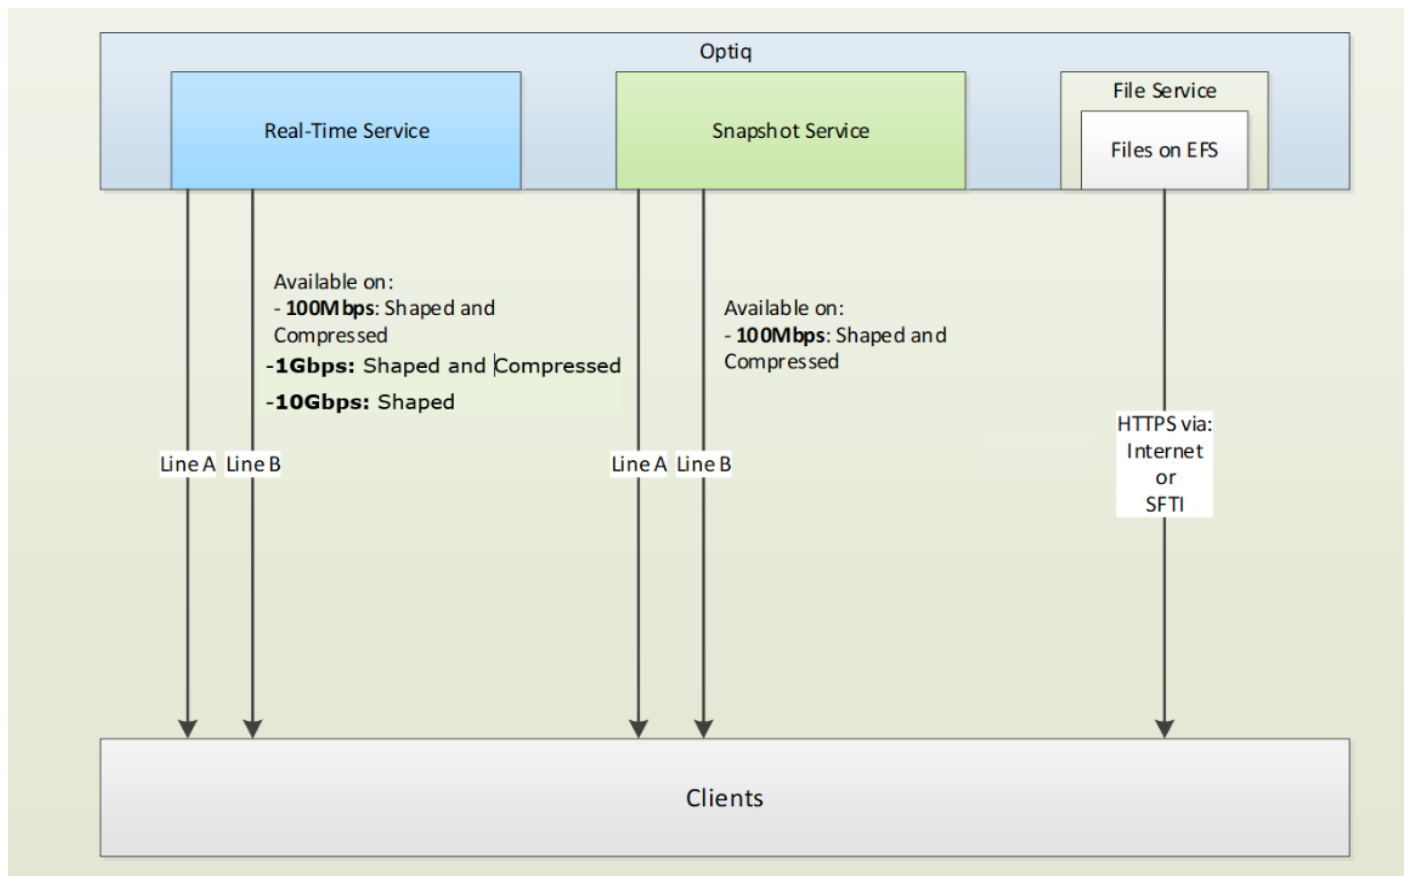 Optiq
Real-Time Service
Snapshot Service
File Service
Files on EFS
Available on:
- 100Mbps: Shaped and
Compressed
-1Gbps: Shaped and Compressed
-10Gbps: Shaped
Available on:
- 100Mbps: Shaped and
Compressed
Line A
Line B
Line A
Line B
HTTPS via:
Internet
or
SFTI
Clients